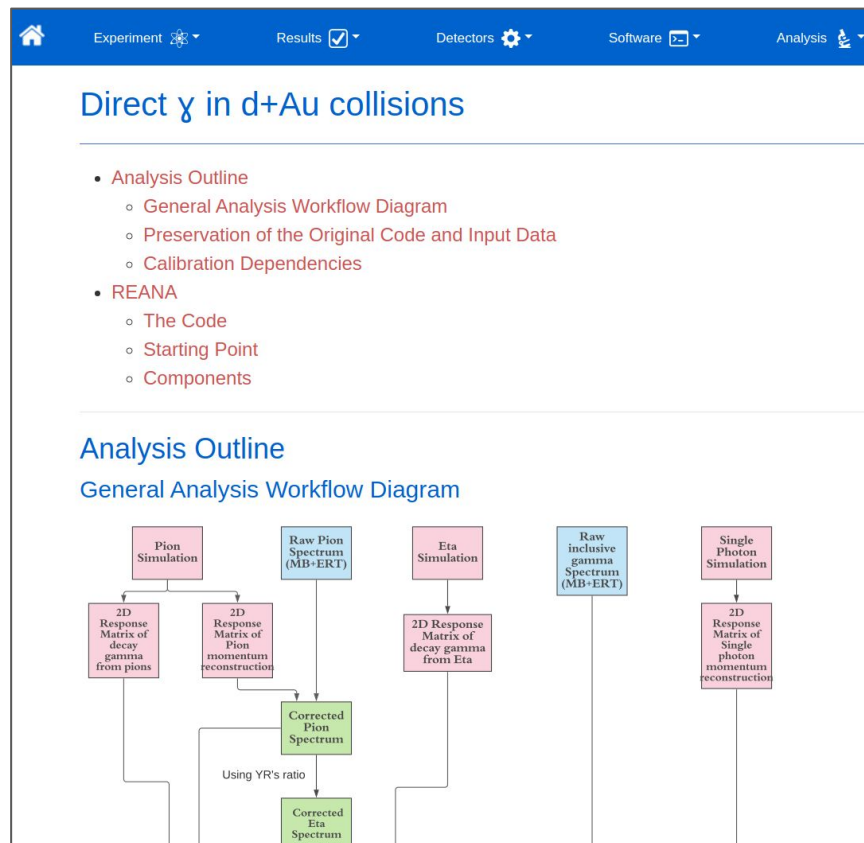 Experiment
Results
Detectors
Software
Analysis
Direct ɣ in d+Au collisions
Analysis Outline
General Analysis Workflow Diagram
Preservation of the Original Code and Input Data
Calibration Dependencies
REANA
The Code
Starting Point
Components
Analysis Outline
General Analysis Workflow Diagram
Pion
Simulation
Raw Pion
Spectrum
(MB+ERT)
Eta
Simulation
Raw
inclusive
gamma
Spectrum
(MB+ERT)
Single
Photon
Simulation
2D
Response
Matrix of
decay
gamma
from pions
2D
Response
Matrix of
Pion
momentum
reconstruction
2D Response
Matrix of
decay gamma
from Eta
2D
Response
Matrix of
Single
photon
momentum
reconstruction
Corrected
Pion
Spectrum
Using YR's ratio
Corrected
Eta
Spectrum